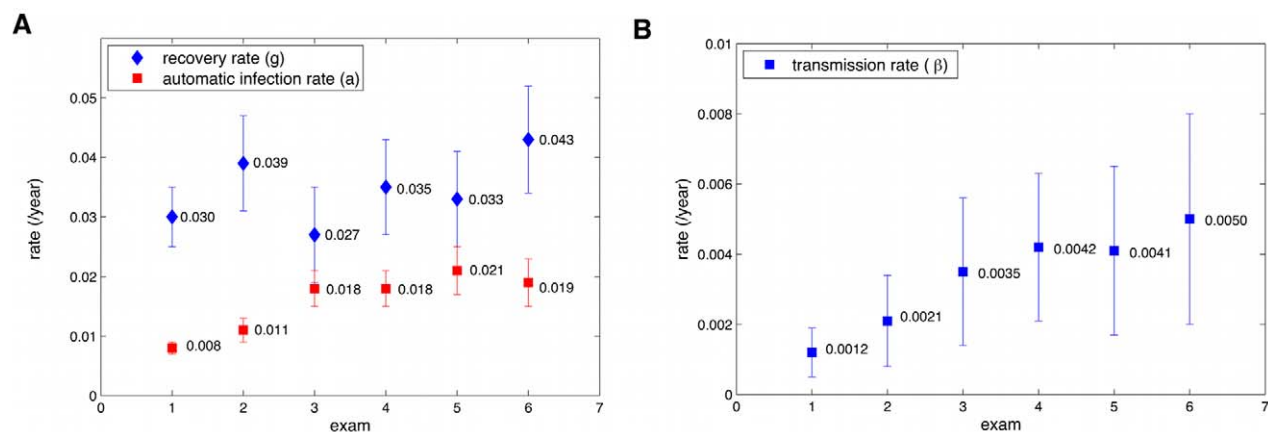 A
recovery rate (g)
automatic infection rate (a)
rate (/year)
0.05
0.04
0.03
0.02
0.01
0
0.030
0.039
0.027
0.035
0.033
0.043
0.008
0.011
0.018
0.018
0.021
0.019
0 1 2 3 4 5 6 7
exam
B
transmission rate ( β)
rate (/year)
0.01
0.008
0.006
0.004
0.002
0
0.0012
0.0021
0.0035
0.0042
0.0041
0.0050
0 1 2 3 4 5 6 7
exam